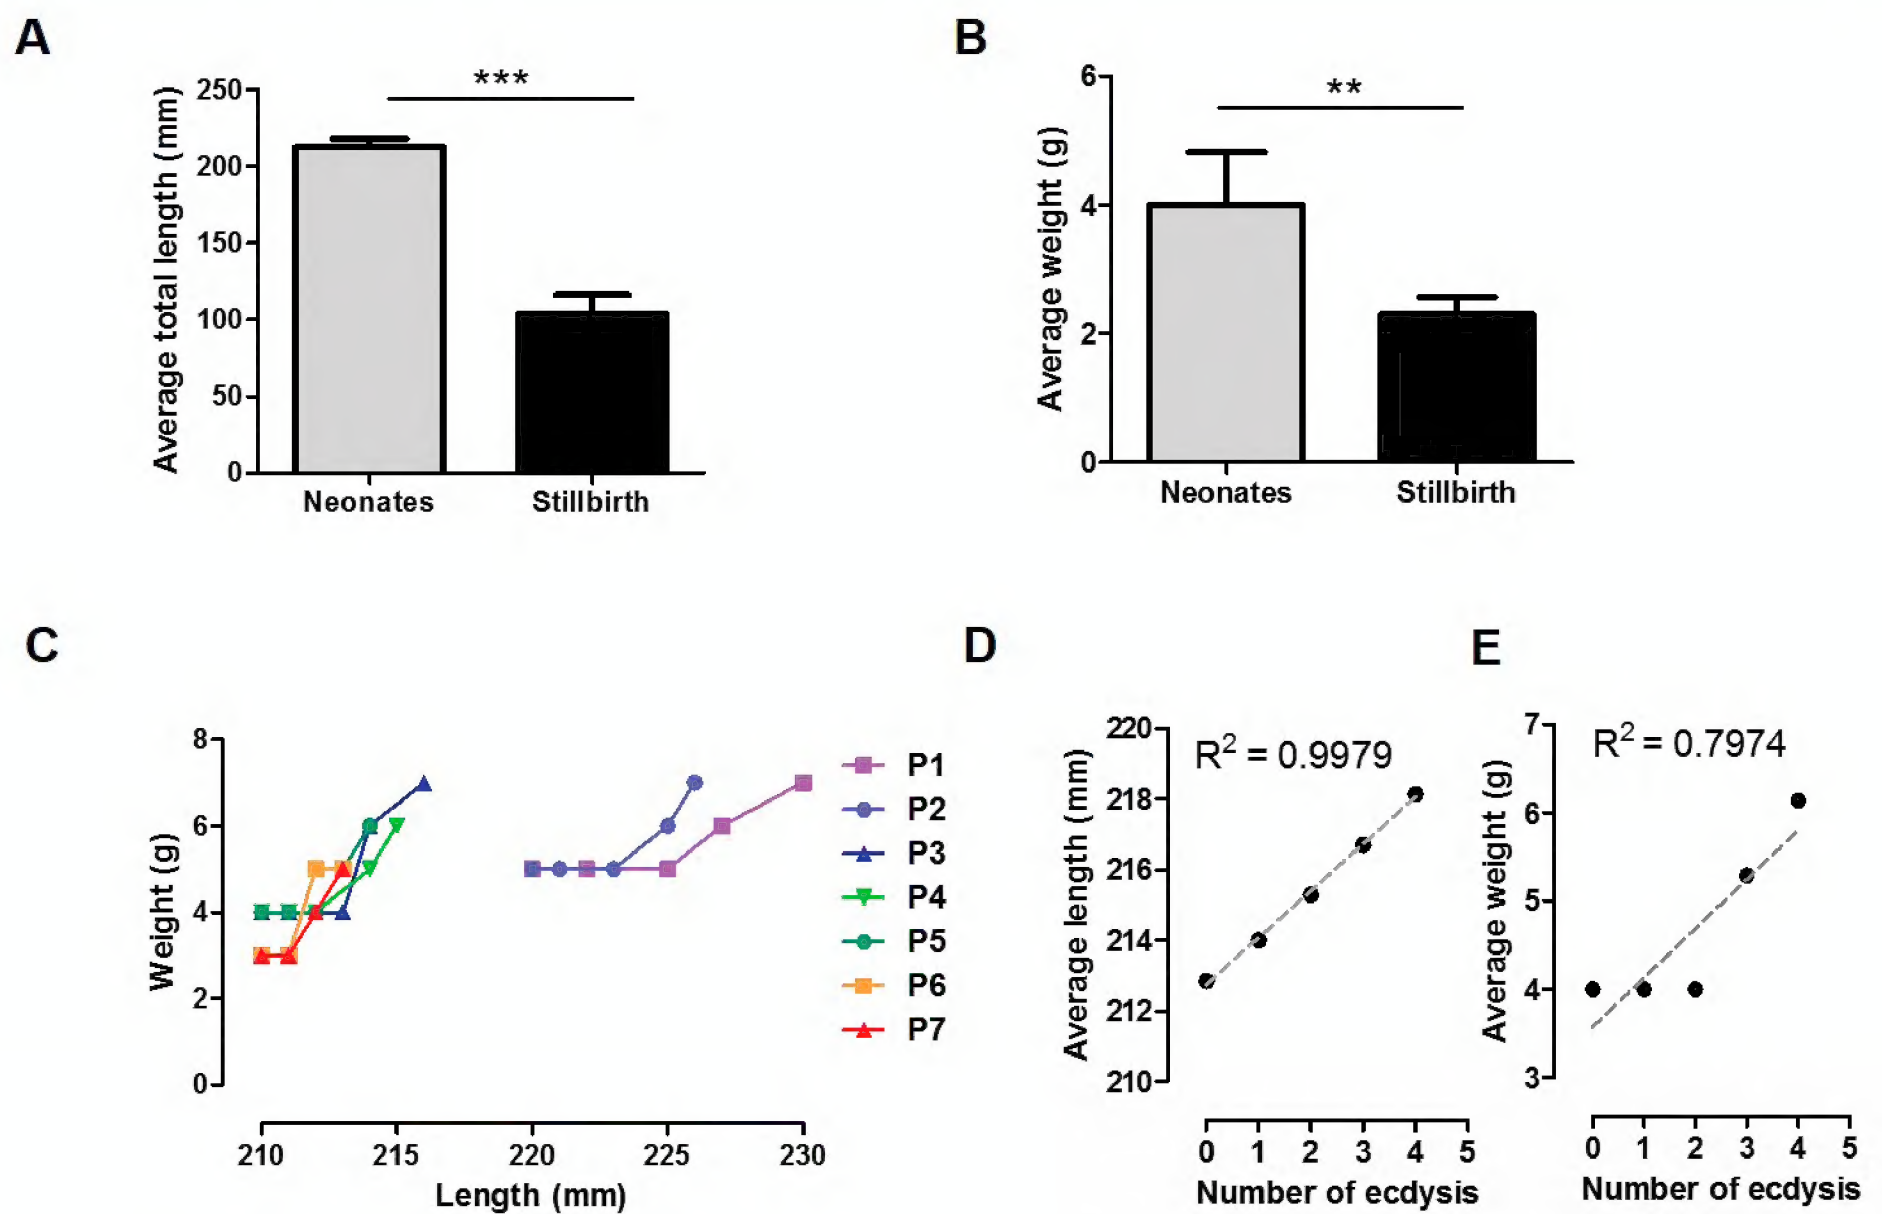 A
B
Average total length (mm)
250
200
150
100
50
0
***
Neonates
Stillbirth
Average weight (g)
6
4
2
0
**
Neonates
Stillbirth
C
D
E
Weight (g)
8
6
4
2
0
210
215
220
225
230
Length (mm)
P1
P2
P3
P4
P5
P6
P7
Average length (mm)
220
218
216
214
212
210
R² = 0.9979
0 1 2 3 4 5
Number of ecdysis
Average weight (g)
7
6
5
4
3
R² = 0.7974
0 1 2 3 4 5
Number of ecdysis